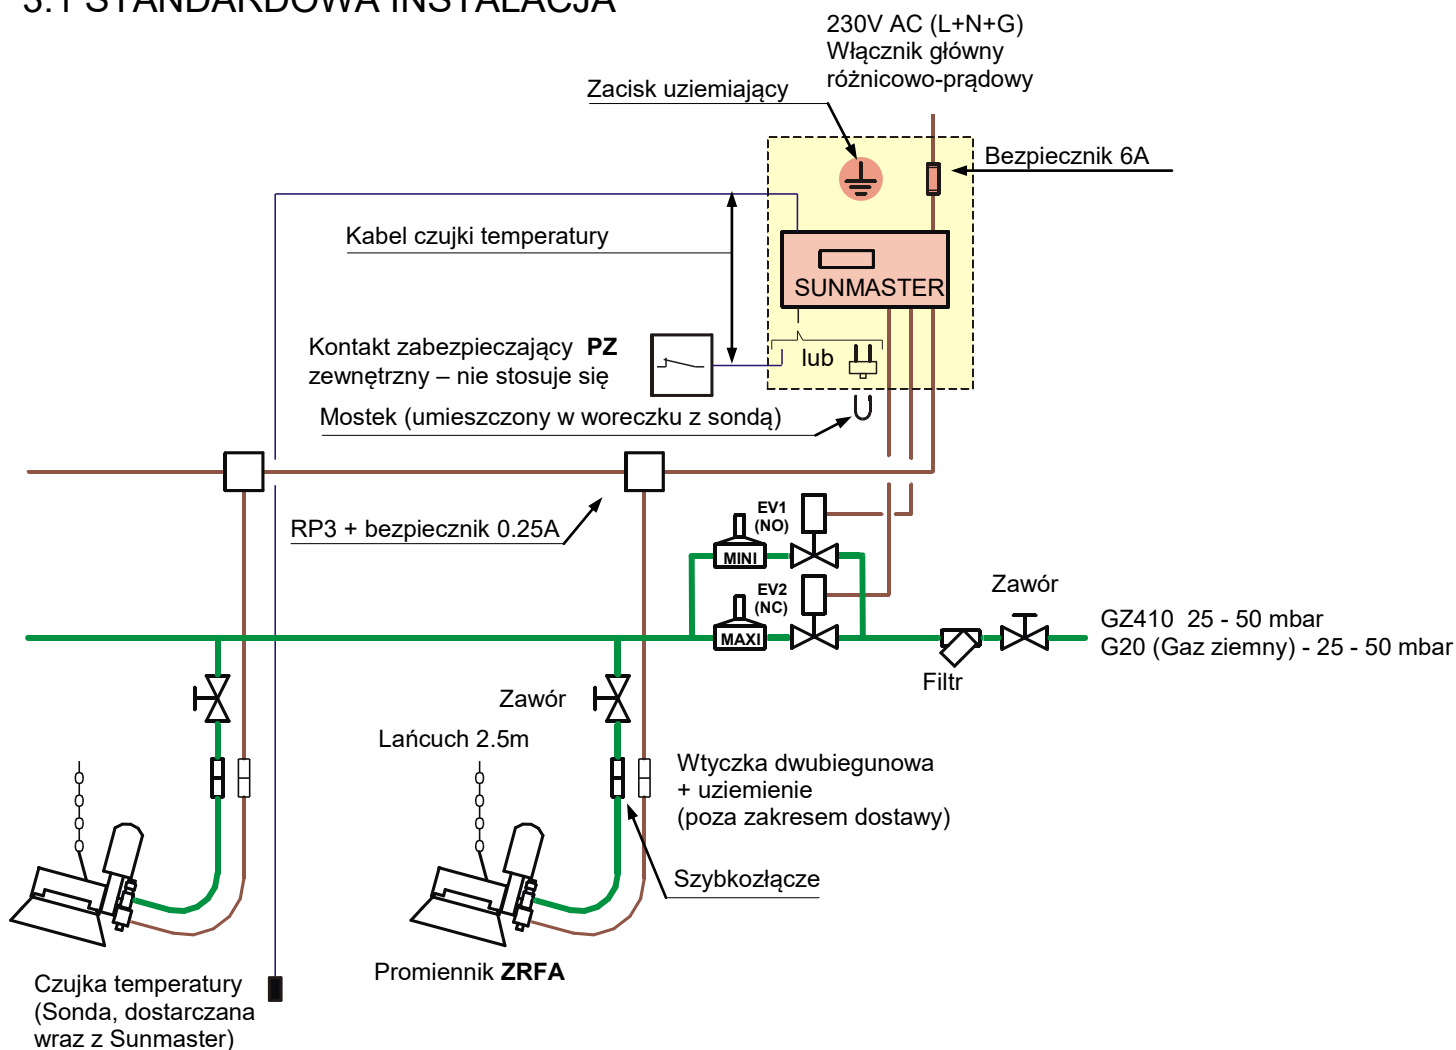 3.1 STANDARDOWA INSTALACJA
230V AC (L+N+G)
Włącznik główny
różnicowo-prądowy
Zacisk uziemiający
Bezpiecznik 6A
Kabel czujki temperatury
SUNMASTER
Kontakt zabezpieczający PZ
zewnętrzny – nie stosuje się
lub
Mostek (umieszczony w woreczku z sondą)
RP3 + bezpiecznik 0.25A
EV1
(NO)
MINI
EV2
(NC)
MAXI
Zawór
GZ410 25 - 50 mbar
G20 (Gaz ziemny) - 25 - 50 mbar
Filtr
Zawór
Lańcuch 2.5m
Wtyczka dwubiegunowa
+ uziemienie
(poza zakresem dostawy)
Szybkozłącze
Promiennik ZRFA
Czujka temperatury
(Sonda, dostarczana
wraz z Sunmaster)